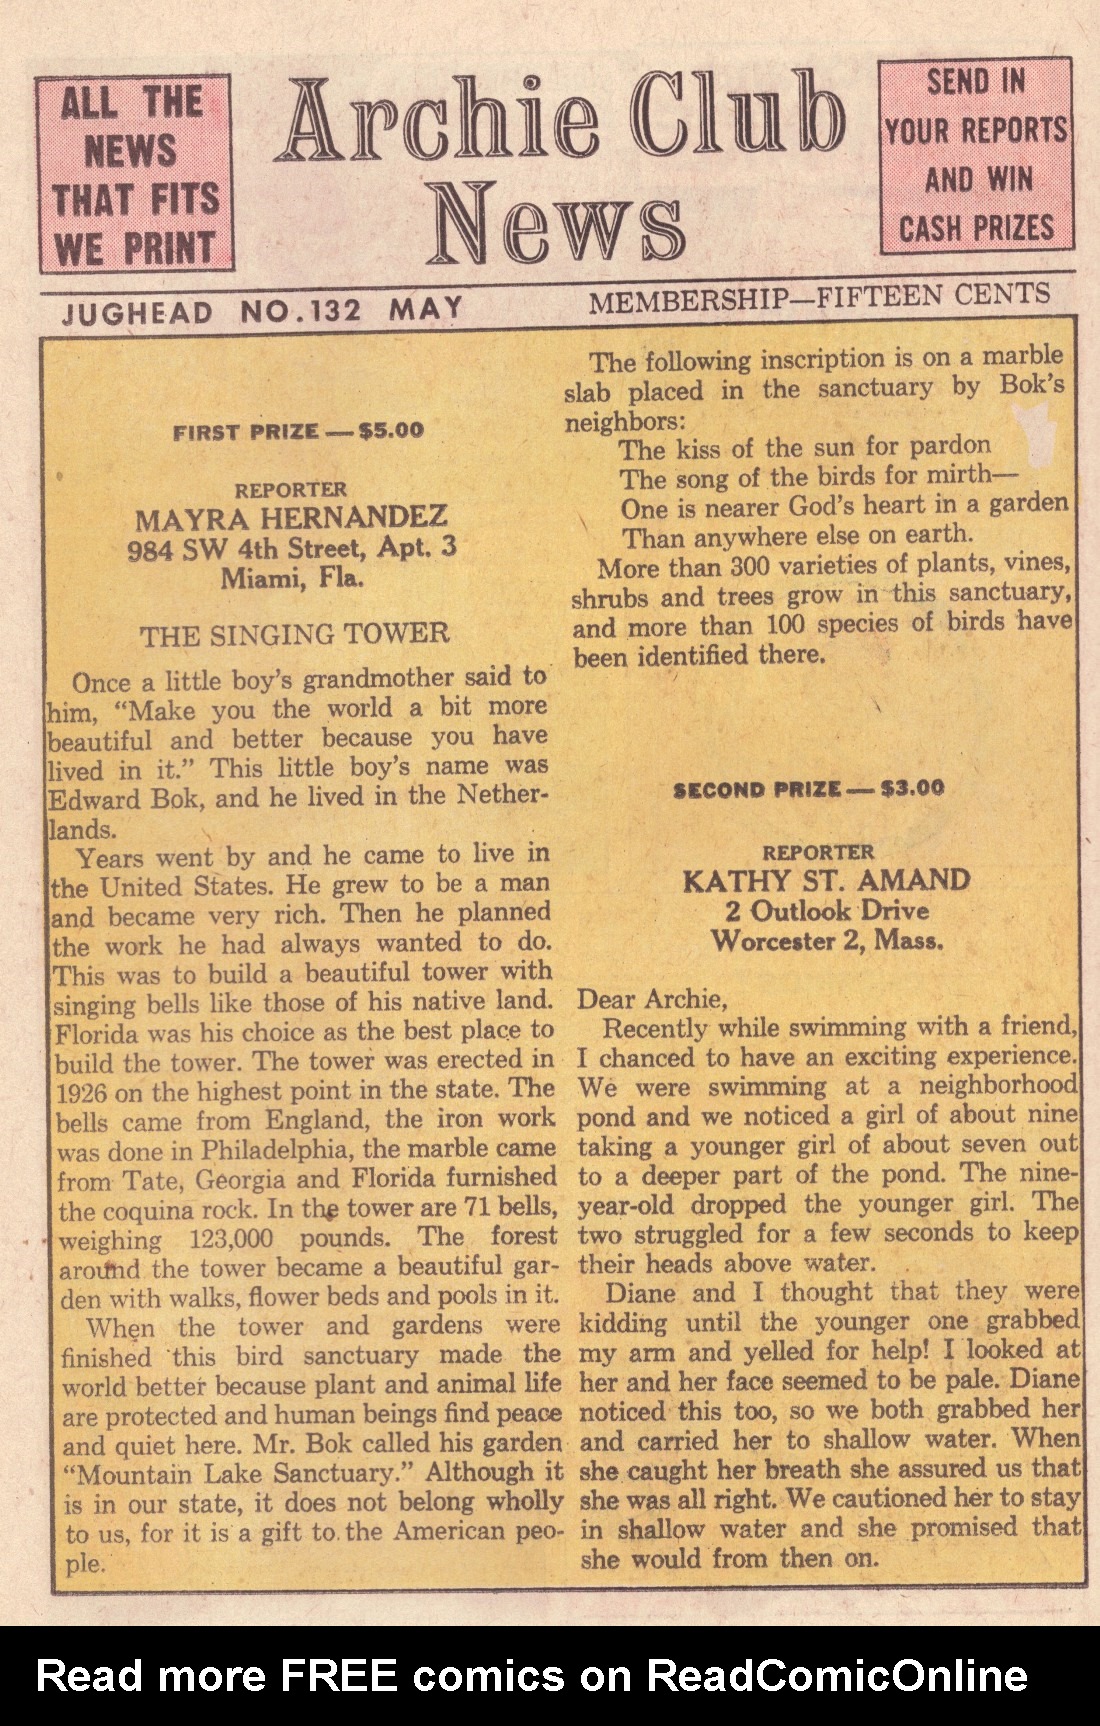 ALL THE
NEWS
THAT FITS
WE PRINT
Archie Club
News
SEND IN
YOUR REPORTS
AND WIN
CASH PRIZES
JUGHEAD NO.132 MAY
MEMBERSHIP—FIFTEEN CENTS
FIRST PRIZE — $5.00
REPORTER
MAYRA HERNANDEZ
984 SW 4th Street, Apt. 3
Miami, Fla.
THE SINGING TOWER
Once a little boy's grandmother said to
him, “Make you the world a bit more
beautiful and better because you have
lived in it.” This little boy's name was
Edward Bok, and he lived in the Nether-
lands.
Years went by and he came to live in
the United States. He grew to be a man
and became very rich. Then he planned
the work he had always wanted to do.
This was to build a beautiful tower with
singing bells like those of his native land.
Florida was his choice as the best place to
build the tower. The tower was erected in
1926 on the highest point in the state. The
bells came from England, the iron work
was done in Philadelphia, the marble came
from Tate, Georgia and Florida furnished
the coquina rock. In the tower are 71 bells,
weighing 123,000 pounds. The forest
around the tower became a beautiful gar-
den with walks, flower beds and pools in it.
When the tower and gardens were
finished this bird sanctuary made the
world better because plant and animal life
are protected and human beings find peace
and quiet here. Mr. Bok called his garden
“Mountain Lake Sanctuary.” Although it
is in our state, it does not belong wholly
to us, for it is a gift to the American peo-
ple.
The following inscription is on a marble
slab placed in the sanctuary by Bok's
neighbors:
The kiss of the sun for pardon
The song of the birds for mirth—
One is nearer God's heart in a garden
Than anywhere else on earth.
More than 300 varieties of plants, vines,
shrubs and trees grow in this sanctuary,
and more than 100 species of birds have
been identified there.
SECOND PRIZE — $3.00
REPORTER
KATHY ST. AMAND
2 Outlook Drive
Worcester 2, Mass.
Dear Archie,
Recently while swimming with a friend,
I chanced to have an exciting experience.
We were swimming at a neighborhood
pond and we noticed a girl of about nine
taking a younger girl of about seven out
to a deeper part of the pond. The nine-
year-old dropped the younger girl. The
two struggled for a few seconds to keep
their heads above water.
Diane and I thought that they were
kidding until the younger one grabbed
my arm and yelled for help! I looked at
her and her face seemed to be pale. Diane
noticed this too, so we both grabbed her
and carried her to shallow water. When
she caught her breath she assured us that
she was all right. We cautioned her to stay
in shallow water and she promised that
she would from then on.
Read more FREE comics on ReadComicOnline